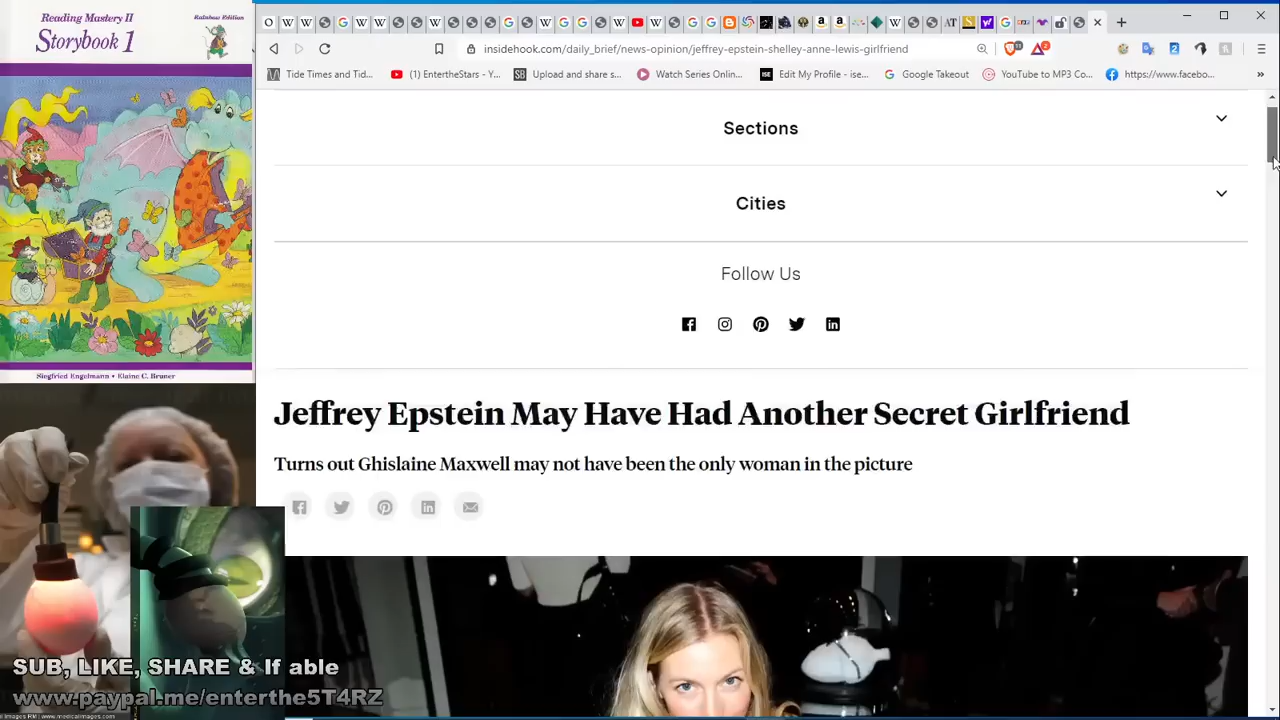 Reading Mastery II
Rainbow Edition
Storybook 1
Siegfried Engelmann • Elaine C. Bruner
insidehook.com/daily_brief/news-opinion/jeffrey-epstein-shelley-anne-lewis-girlfriend
Tide Times and Tid...
(1) EntertheStars - Y...
Upload and share s...
Watch Series Onlin...
Edit My Profile - ise...
Google Takeout
YouTube to MP3 Co...
https://www.facebo...
»
Sections
Cities
Follow Us
Jeffrey Epstein May Have Had Another Secret Girlfriend
Turns out Ghislaine Maxwell may not have been the only woman in the picture
SUB, LIKE, SHARE & If able
www.paypal.me/enterthe5T4RZ